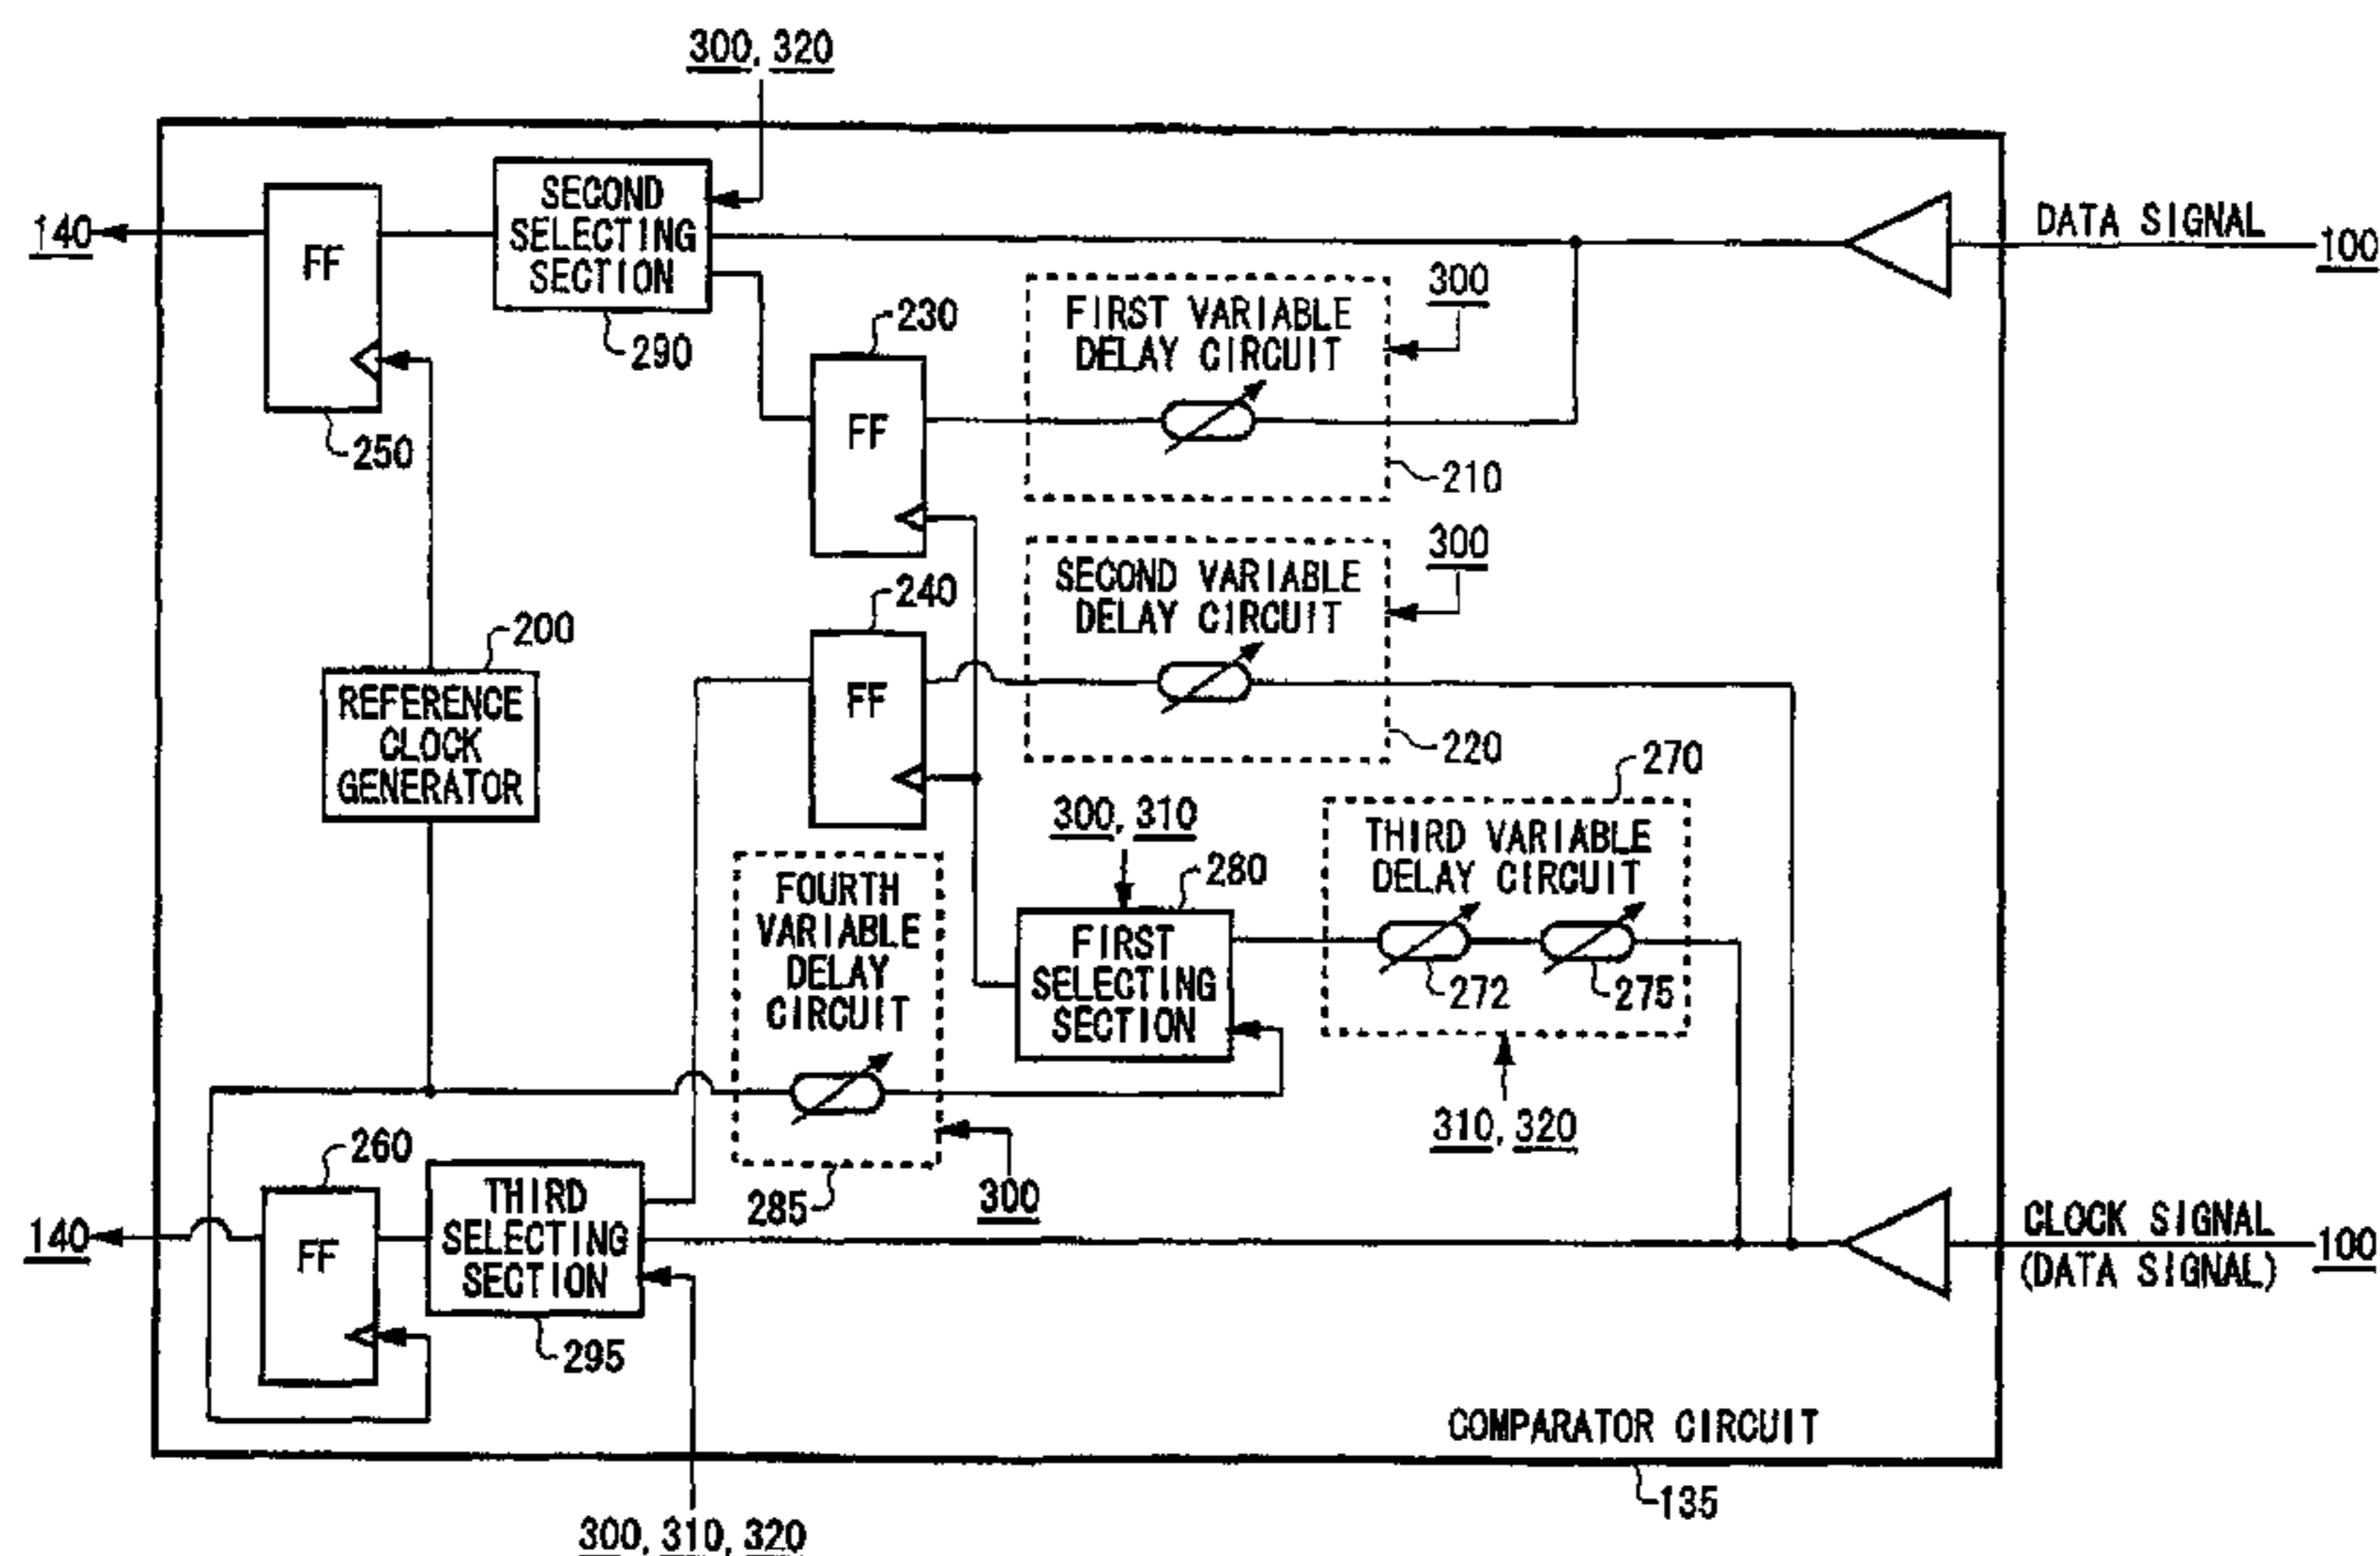 300, 320
SECOND
SELECTING
SECTION
290
FF
250
140
DATA SIGNAL
100
FIRST VARIABLE
DELAY CIRCUIT
300
210
230
FF
SECOND VARIABLE
DELAY CIRCUIT
300
220
240
FF
200
REFERENCE
CLOCK
GENERATOR
270
THIRD VARIABLE
DELAY CIRCUIT
272
275
310, 320
300, 310
280
FIRST
SELECTING
SECTION
FOURTH
VARIABLE
DELAY
CIRCUIT
285
300
260
FF
140
THIRD
SELECTING
SECTION
295
300, 310, 320
CLOCK SIGNAL
(DATA SIGNAL)
100
COMPARATOR CIRCUIT
135